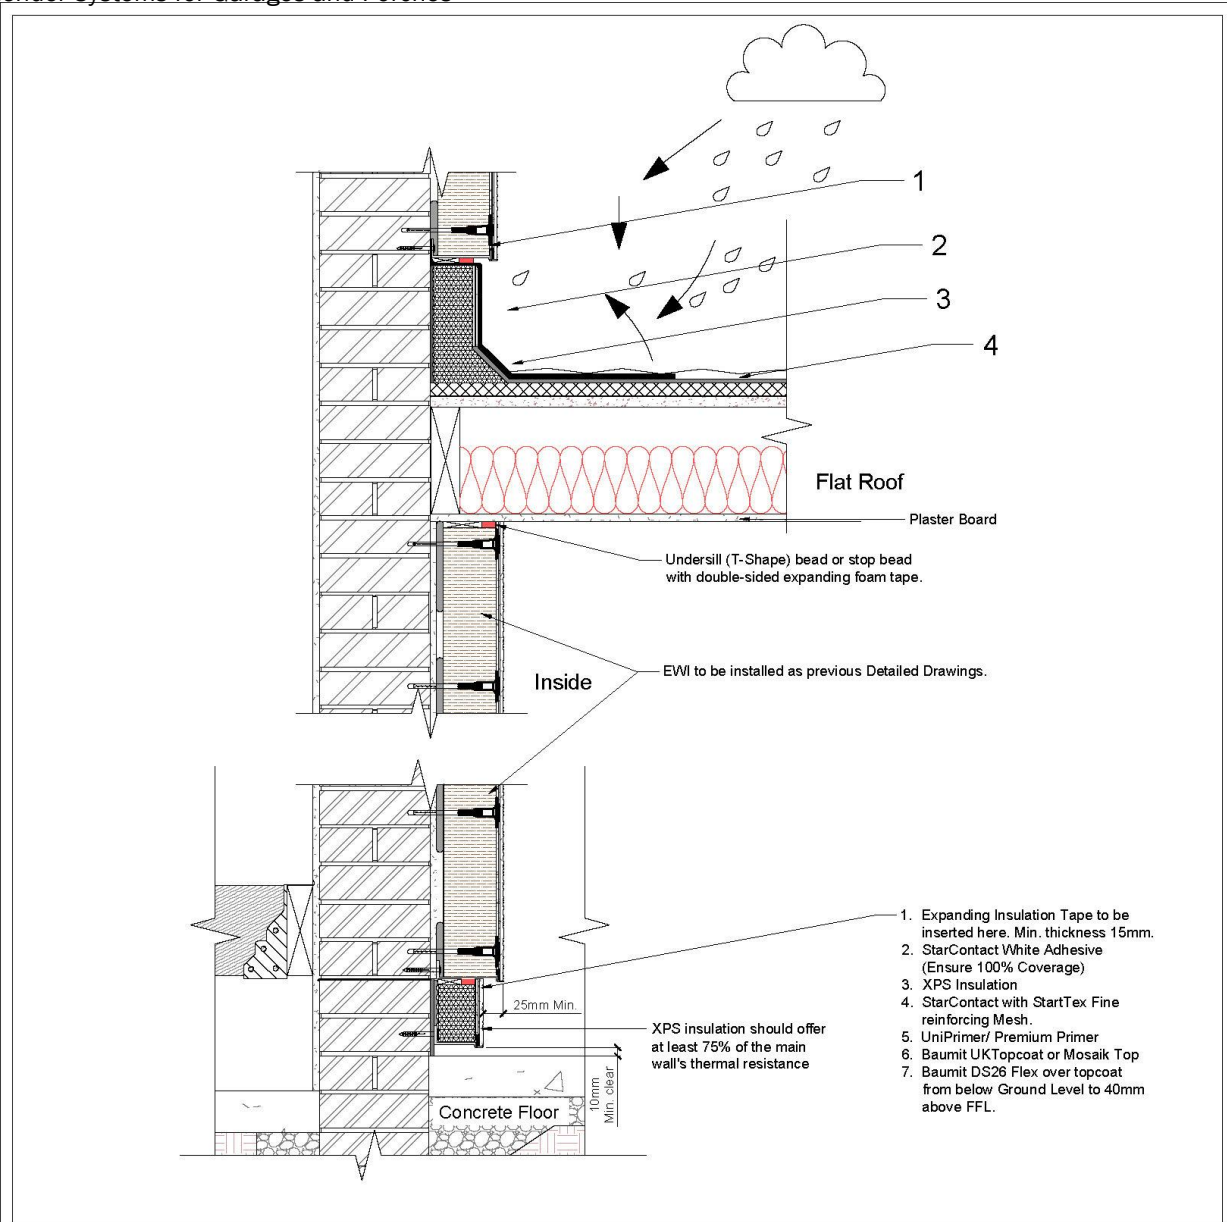 1
2
3
4
Flat Roof
Plaster Board
Undersill (T-Shape) bead or stop bead
with double-sided expanding foam tape.
EWI to be installed as previous Detailed Drawings.
Inside
1. Expanding Insulation Tape to be
inserted here. Min. thickness 15mm.
2. StarContact White Adhesive
(Ensure 100% Coverage)
3. XPS Insulation
4. StarContact with StartTex Fine
reinforcing Mesh.
5. UniPrimer/ Premium Primer
6. Baumit UKTopcoat or Mosaik Top
7. Baumit DS26 Flex over topcoat
from below Ground Level to 40mm
above FFL.
25mm Min.
XPS insulation should offer
at least 75% of the main
wall's thermal resistance
10mm
Min. clear
Concrete Floor